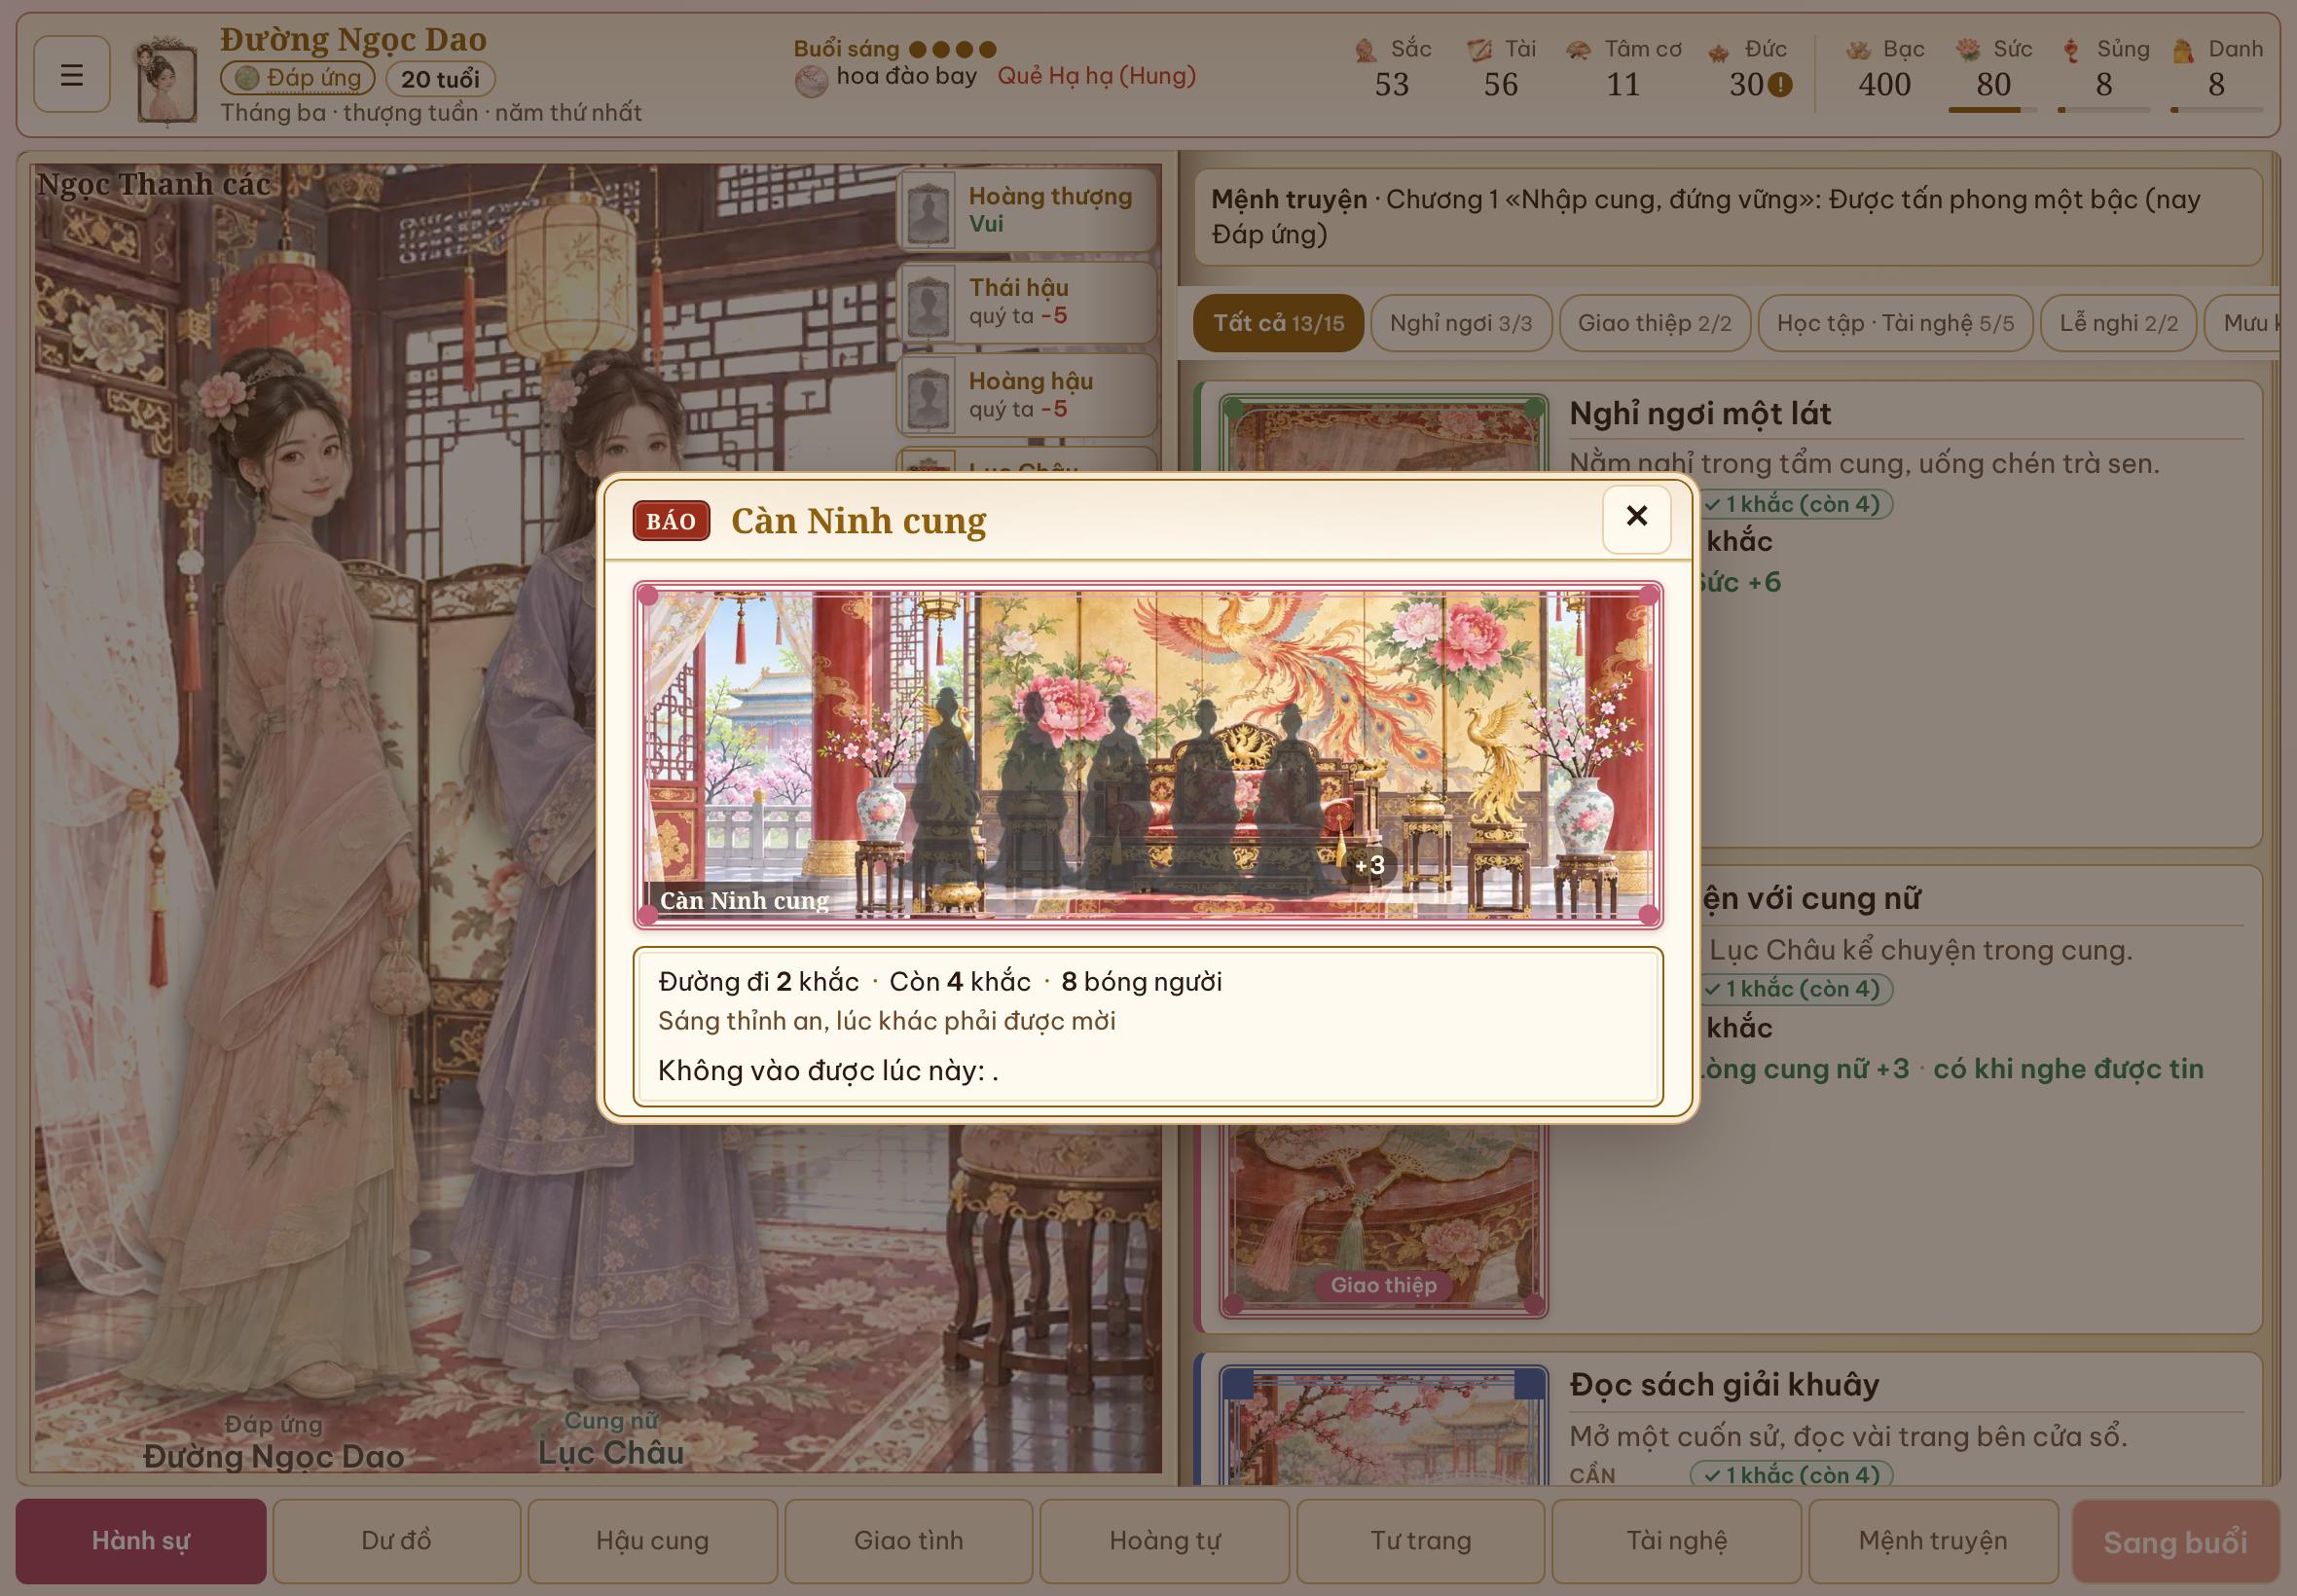 Đường Ngọc Dao
Đáp ứng
20 tuổi
Tháng ba · thượng tuần · năm thứ nhất
Buổi sáng
hoa đào bay Quẻ Hạ hạ (Hung)
Sắc
53
Tài
56
Tâm cơ
11
Đức
30
!
Bạc
400
Sức
80
Sủng
8
Danh
8
Ngọc Thanh các
Hoàng thượng
Vui
Thái hậu
quý ta -5
Hoàng hậu
quý ta -5
Lục Châu
Đáp ứng
Đường Ngọc Dao
Cung nữ
Lục Châu
Mệnh truyện · Chương 1 «Nhập cung, đứng vững»: Được tấn phong một bậc (nay
Đáp ứng)
Tất cả 13/15
Nghỉ ngơi 3/3
Giao thiệp 2/2
Học tập · Tài nghệ 5/5
Lễ nghi 2/2
Mưu
Nghỉ ngơi một lát
Nằm nghỉ trong tẩm cung, uống chén trà sen.
✓ 1 khắc (còn 4)
khắc
Sức +6
BÁO
Càn Ninh cung
✕
+3
Càn Ninh cung
Đường đi 2 khắc · Còn 4 khắc · 8 bóng người
Sáng thỉnh an, lúc khác phải được mời
Không vào được lúc này: .
ện với cung nữ
Lục Châu kể chuyện trong cung.
✓ 1 khắc (còn 4)
khắc
Lòng cung nữ +3 · có khi nghe được tin
Giao thiệp
Đọc sách giải khuây
Mở một cuốn sử, đọc vài trang bên cửa sổ.
CẦN
✓ 1 khắc (còn 4)
Hành sự
Dư đồ
Hậu cung
Giao tình
Hoàng tự
Tư trang
Tài nghệ
Mệnh truyện
Sang buổi